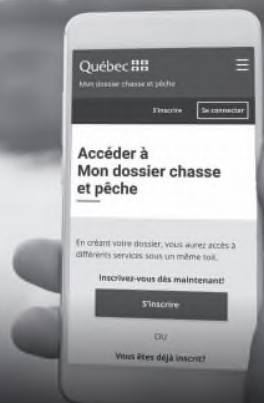 Québec
Mon dossier chasse et pêche
S'inscrire Se connecter
Accéder à
Mon dossier chasse
et pêche
En créant votre dossier, vous aurez accès à
différents services sous un même toit.
Inscrivez-vous dès maintenant!
S'inscrire
OU
Vous êtes déjà inscrit?